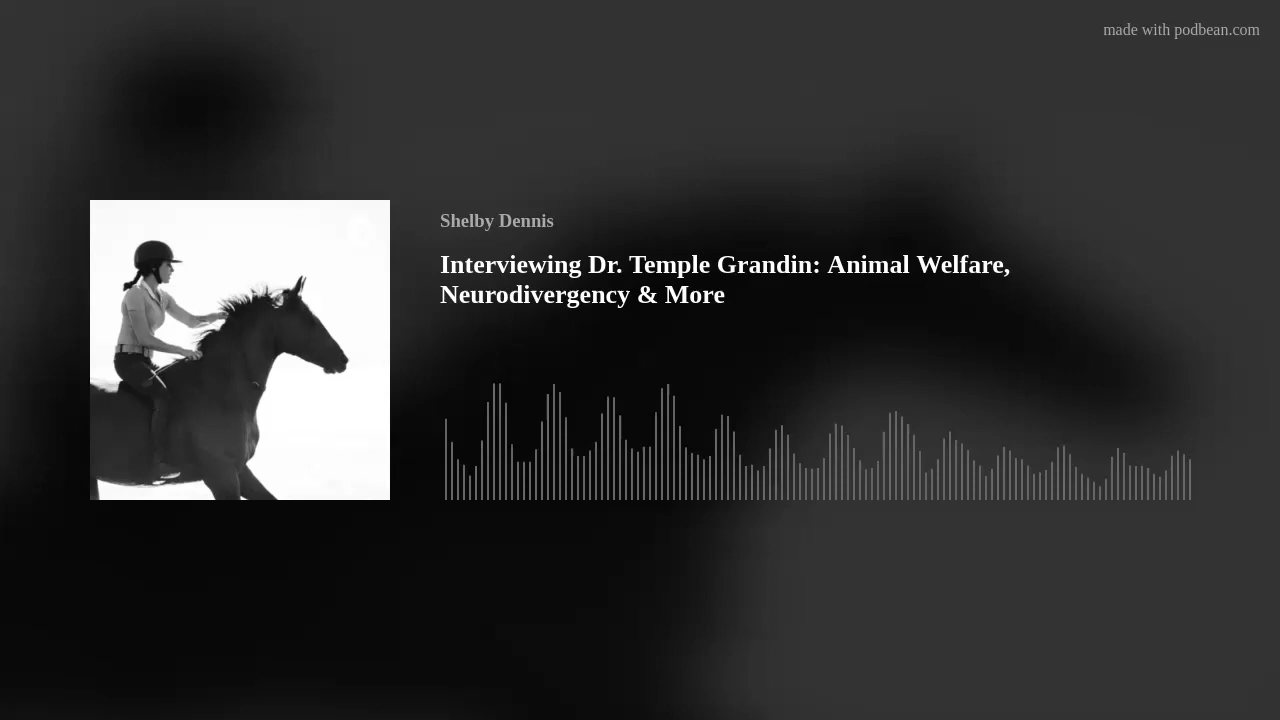 made with podbean.com
Shelby Dennis
Interviewing Dr. Temple Grandin: Animal Welfare,
Neurodivergency & More